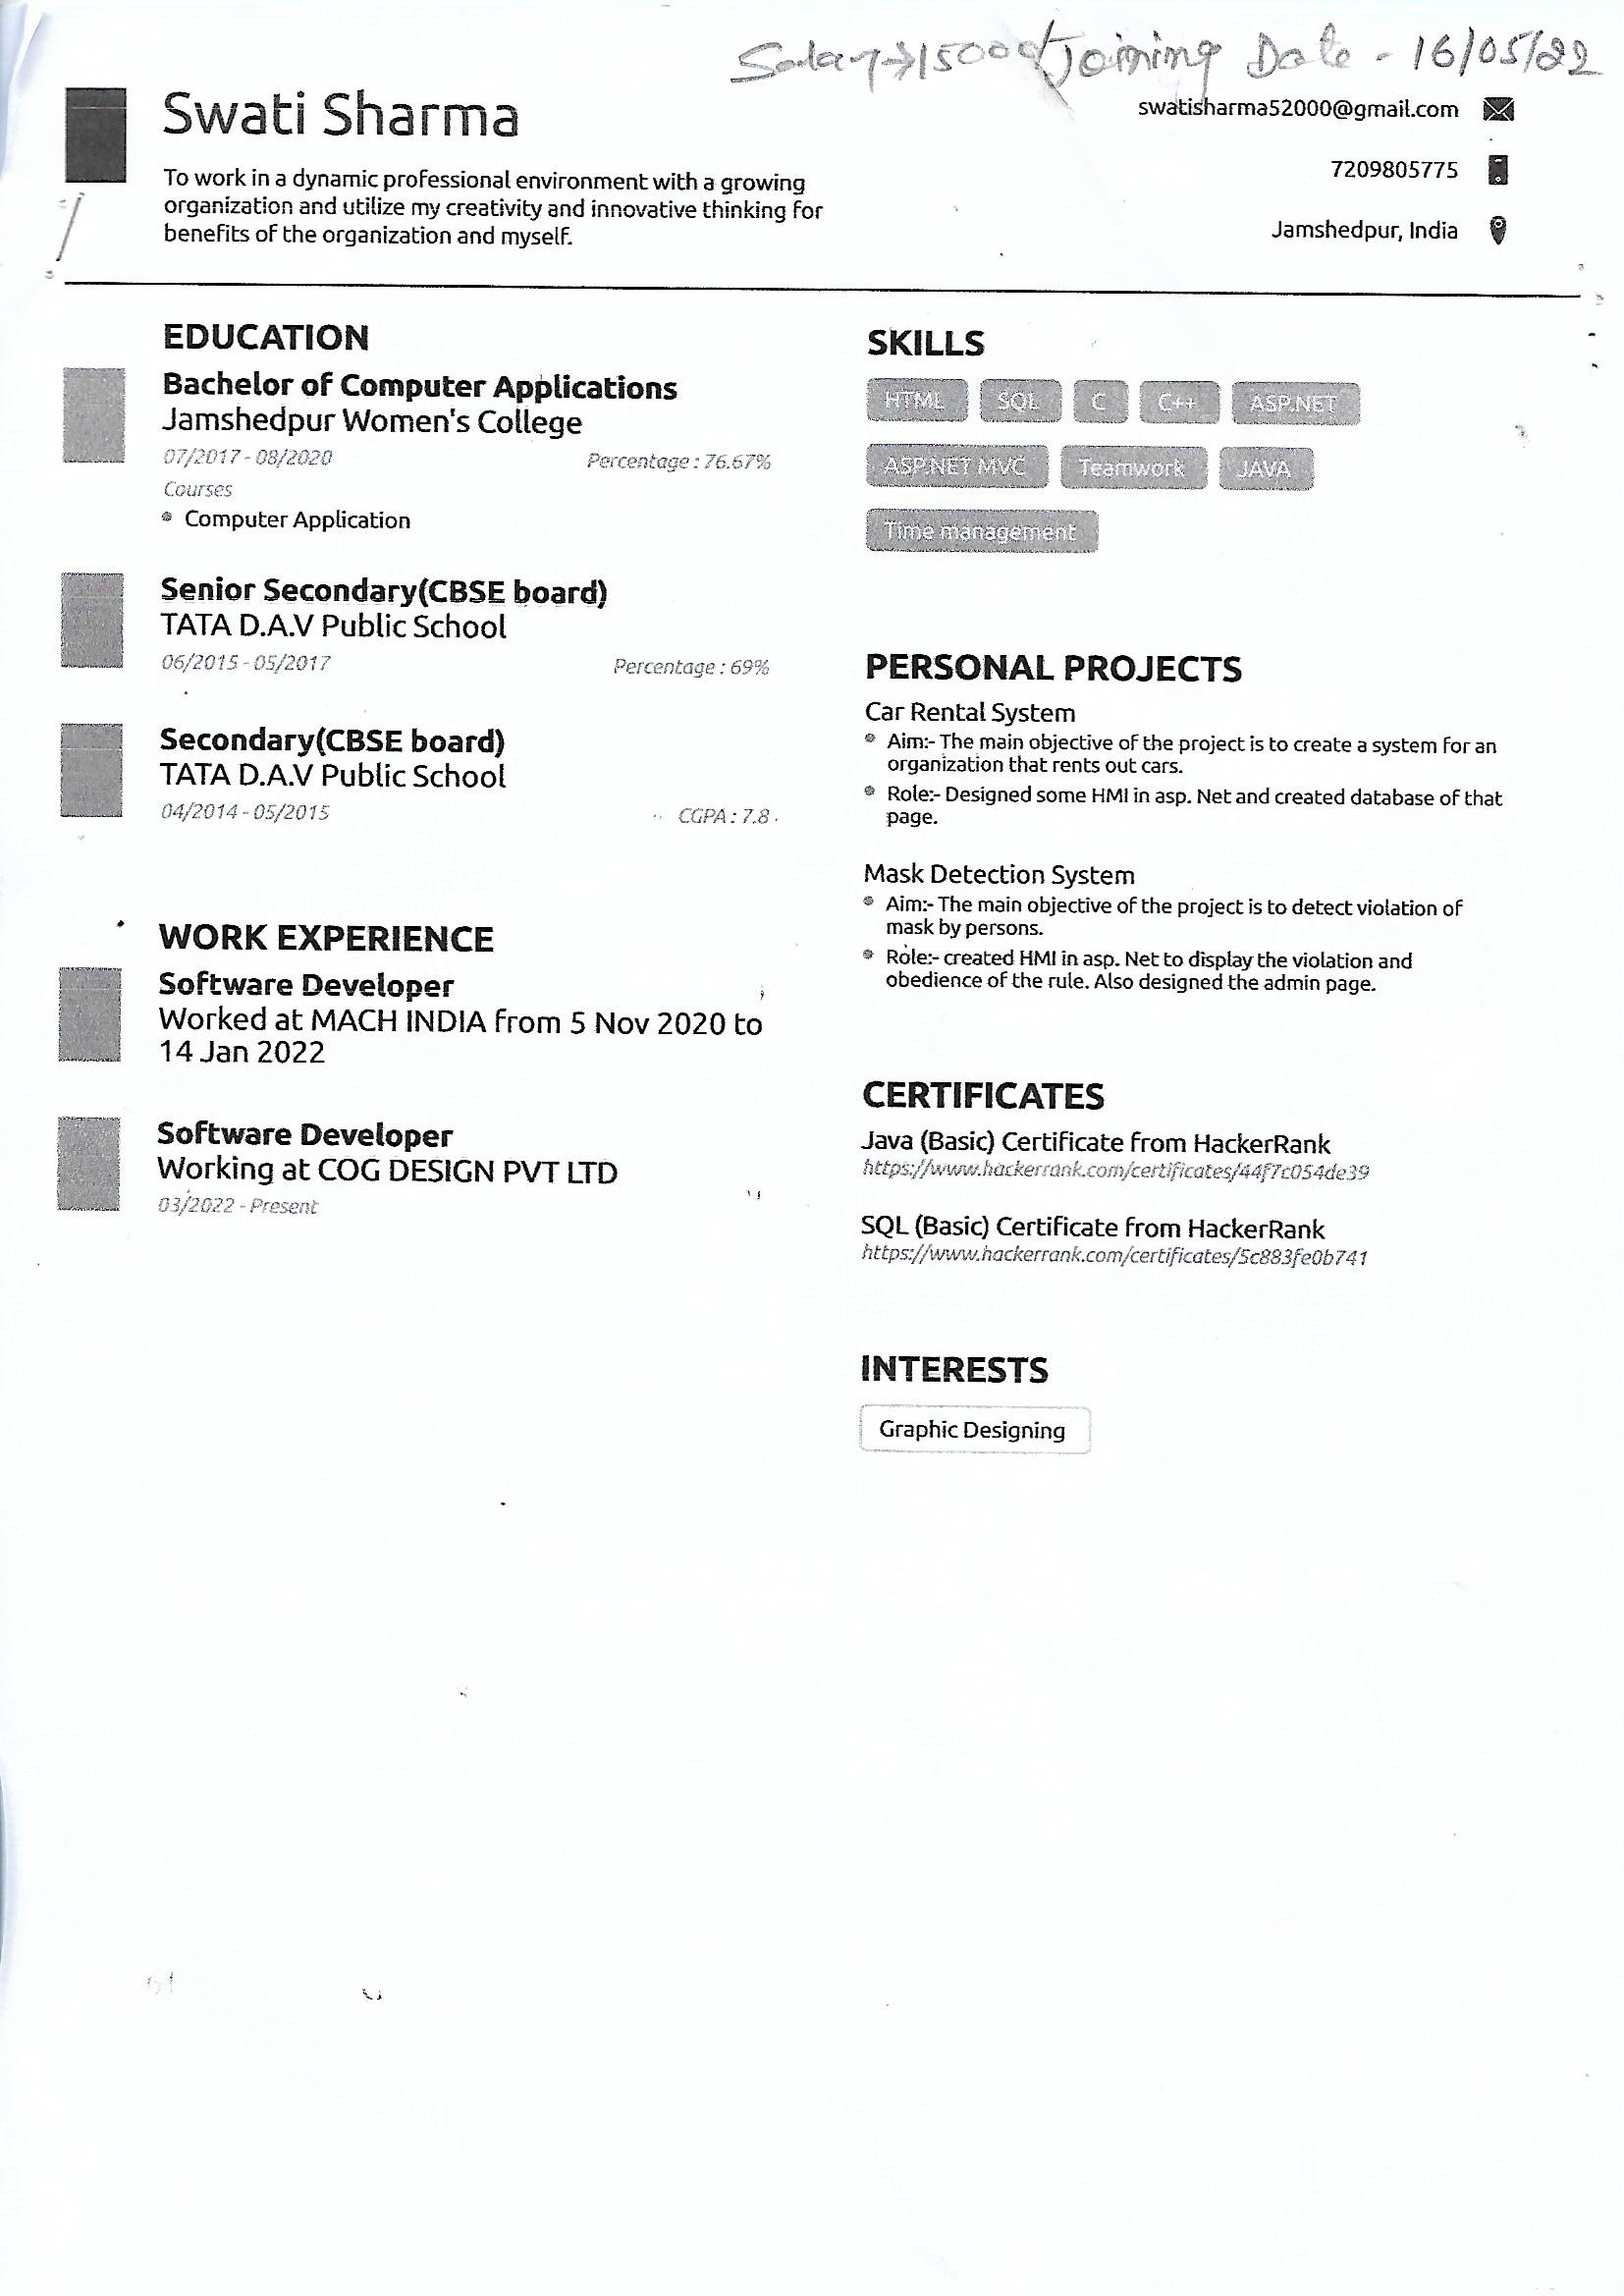 Salary→15000/ Joining Date - 16/05/22
Swati Sharma
To work in a dynamic professional environment with a growing
organization and utilize my creativity and innovative thinking for
benefits of the organization and myself.
swatisharma52000@gmail.com
7209805775
Jamshedpur, India
EDUCATION
Bachelor of Computer Applications
Jamshedpur Women's College
07/2017 - 08/2020 Percentage : 76.67%
Courses
Computer Application
Senior Secondary(CBSE board)
TATA D.A.V Public School
06/2015 - 05/2017 Percentage : 69%
Secondary(CBSE board)
TATA D.A.V Public School
04/2014 - 05/2015 CGPA : 7.8
WORK EXPERIENCE
Software Developer
Worked at MACH INDIA from 5 Nov 2020 to
14 Jan 2022
Software Developer
Working at COG DESIGN PVT LTD
03/2022 - Present
SKILLS
HTML SQL C C++ ASP.NET
ASP.NET MVC Teamwork JAVA
Time management
PERSONAL PROJECTS
Car Rental System
Aim:- The main objective of the project is to create a system for an
organization that rents out cars.
Role:- Designed some HMI in asp. Net and created database of that
page.
Mask Detection System
Aim:- The main objective of the project is to detect violation of
mask by persons.
Role:- created HMI in asp. Net to display the violation and
obedience of the rule. Also designed the admin page.
CERTIFICATES
Java (Basic) Certificate from HackerRank
https://www.hackerrank.com/certificates/44f7c054de39
SQL (Basic) Certificate from HackerRank
https://www.hackerrank.com/certificates/5c883fe0b741
INTERESTS
Graphic Designing